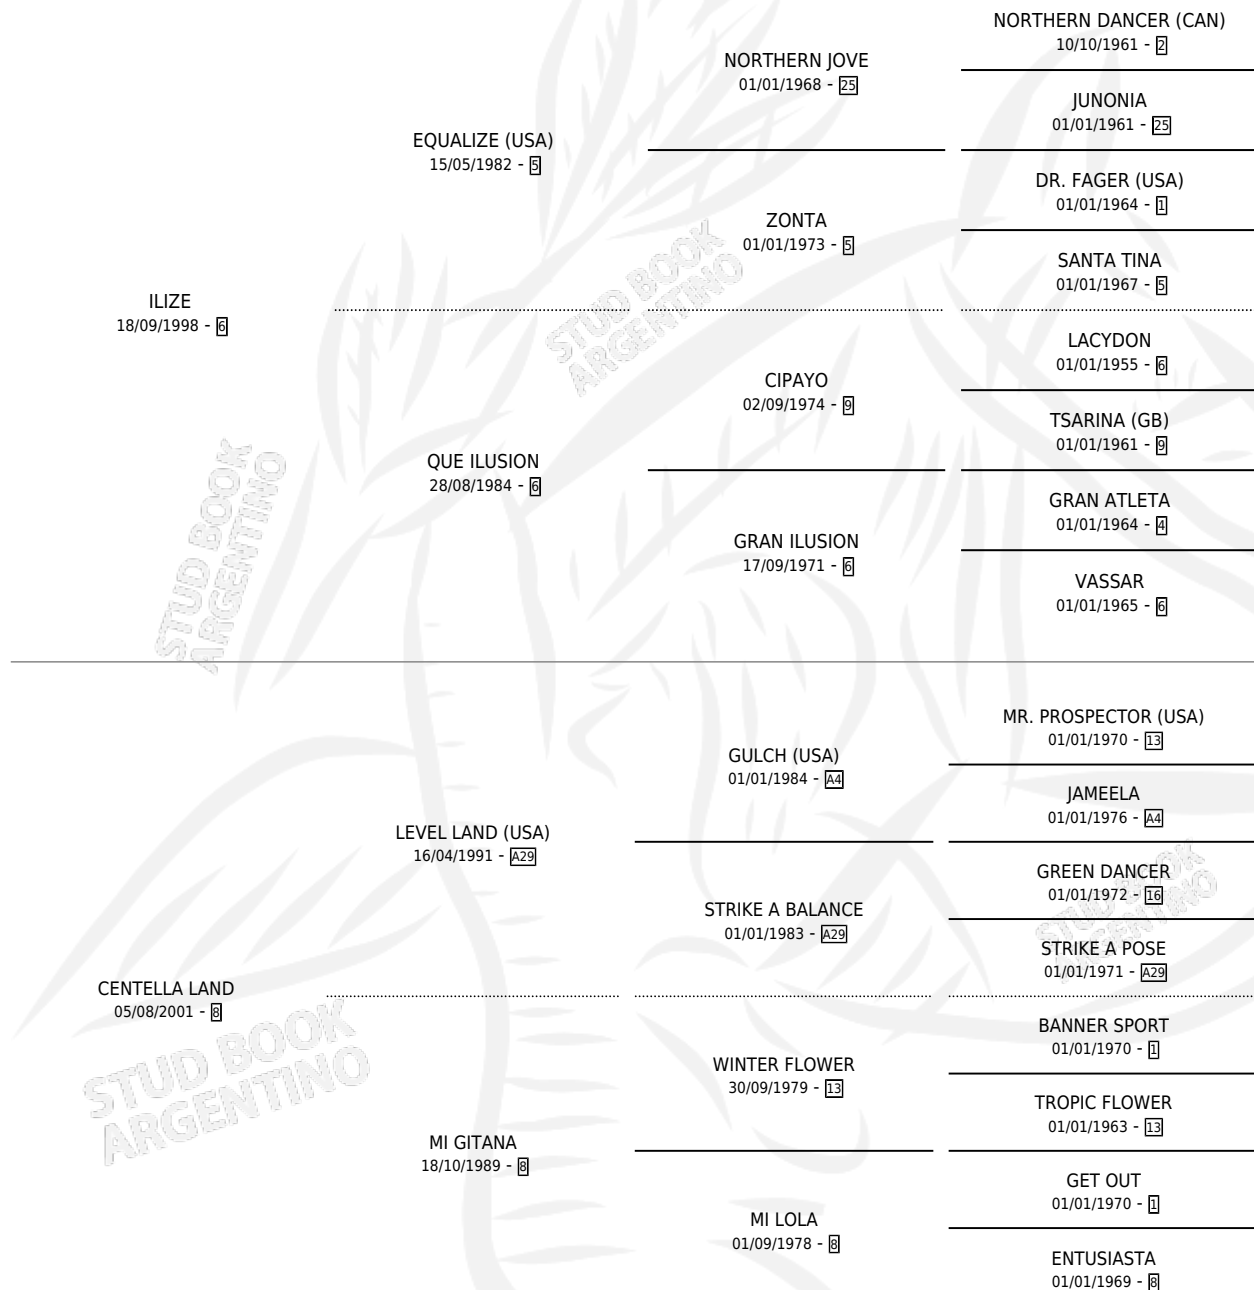 NORTHERN DANCER (CAN)
10/10/1961 - 2
NORTHERN JOVE
01/01/1968 - 25
JUNONIA
01/01/1961 - 25
EQUALIZE (USA)
15/05/1982 - 5
DR. FAGER (USA)
01/01/1964 - 1
ZONTA
01/01/1973 - 5
SANTA TINA
01/01/1967 - 5
ILIZE
18/09/1998 - 6
LACYDON
01/01/1955 - 6
CIPAYO
02/09/1974 - 9
TSARINA (GB)
01/01/1961 - 9
QUE ILUSION
28/08/1984 - 6
GRAN ATLETA
01/01/1964 - 4
GRAN ILUSION
17/09/1971 - 6
VASSAR
01/01/1965 - 6
MR. PROSPECTOR (USA)
01/01/1970 - 13
GULCH (USA)
01/01/1984 - A4
JAMEELA
01/01/1976 - A4
LEVEL LAND (USA)
16/04/1991 - A29
GREEN DANCER
01/01/1972 - 16
STRIKE A BALANCE
01/01/1983 - A29
STRIKE A POSE
01/01/1971 - A29
CENTELLA LAND
05/08/2001 - 8
BANNER SPORT
01/01/1970 - 1
WINTER FLOWER
30/09/1979 - 13
TROPIC FLOWER
01/01/1963 - 13
MI GITANA
18/10/1989 - 8
GET OUT
01/01/1970 - 1
MI LOLA
01/09/1978 - 8
ENTUSIASTA
01/01/1969 - 8
STUD BOOK
ARGENTINO
STUD BOOK
ARGENTINO
STUD BOOK
ARGENTINO
STUD BOOK
ARGENTINO